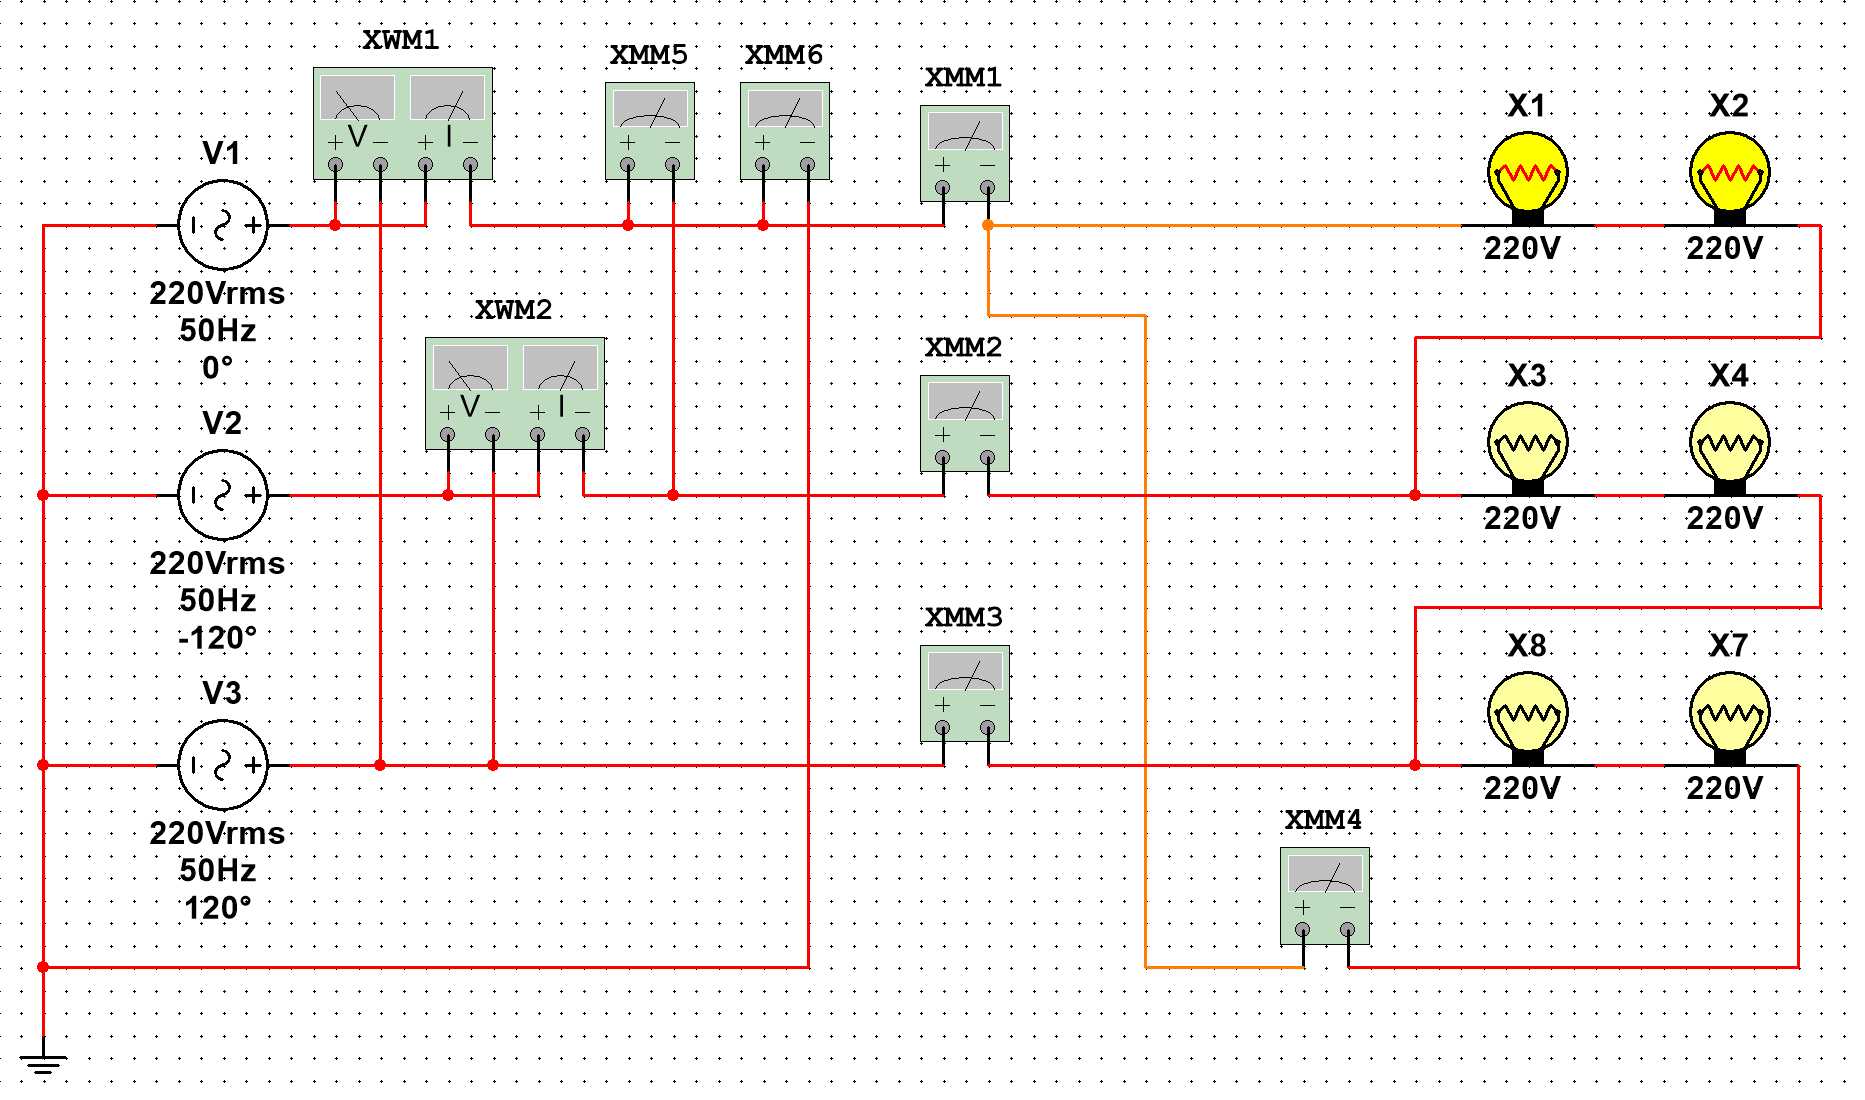 XWM1
XMM5
XMM6
XMM1
X1
X2
+ V − + I −
+ −
+ −
+ −
V1
220Vrms
50Hz
0°
220V
220V
XWM2
XMM2
+ V − + I −
+ −
X3
X4
V2
220Vrms
50Hz
-120°
220V
220V
XMM3
+ −
X8
X7
V3
220Vrms
50Hz
120°
220V
220V
XMM4
+ −